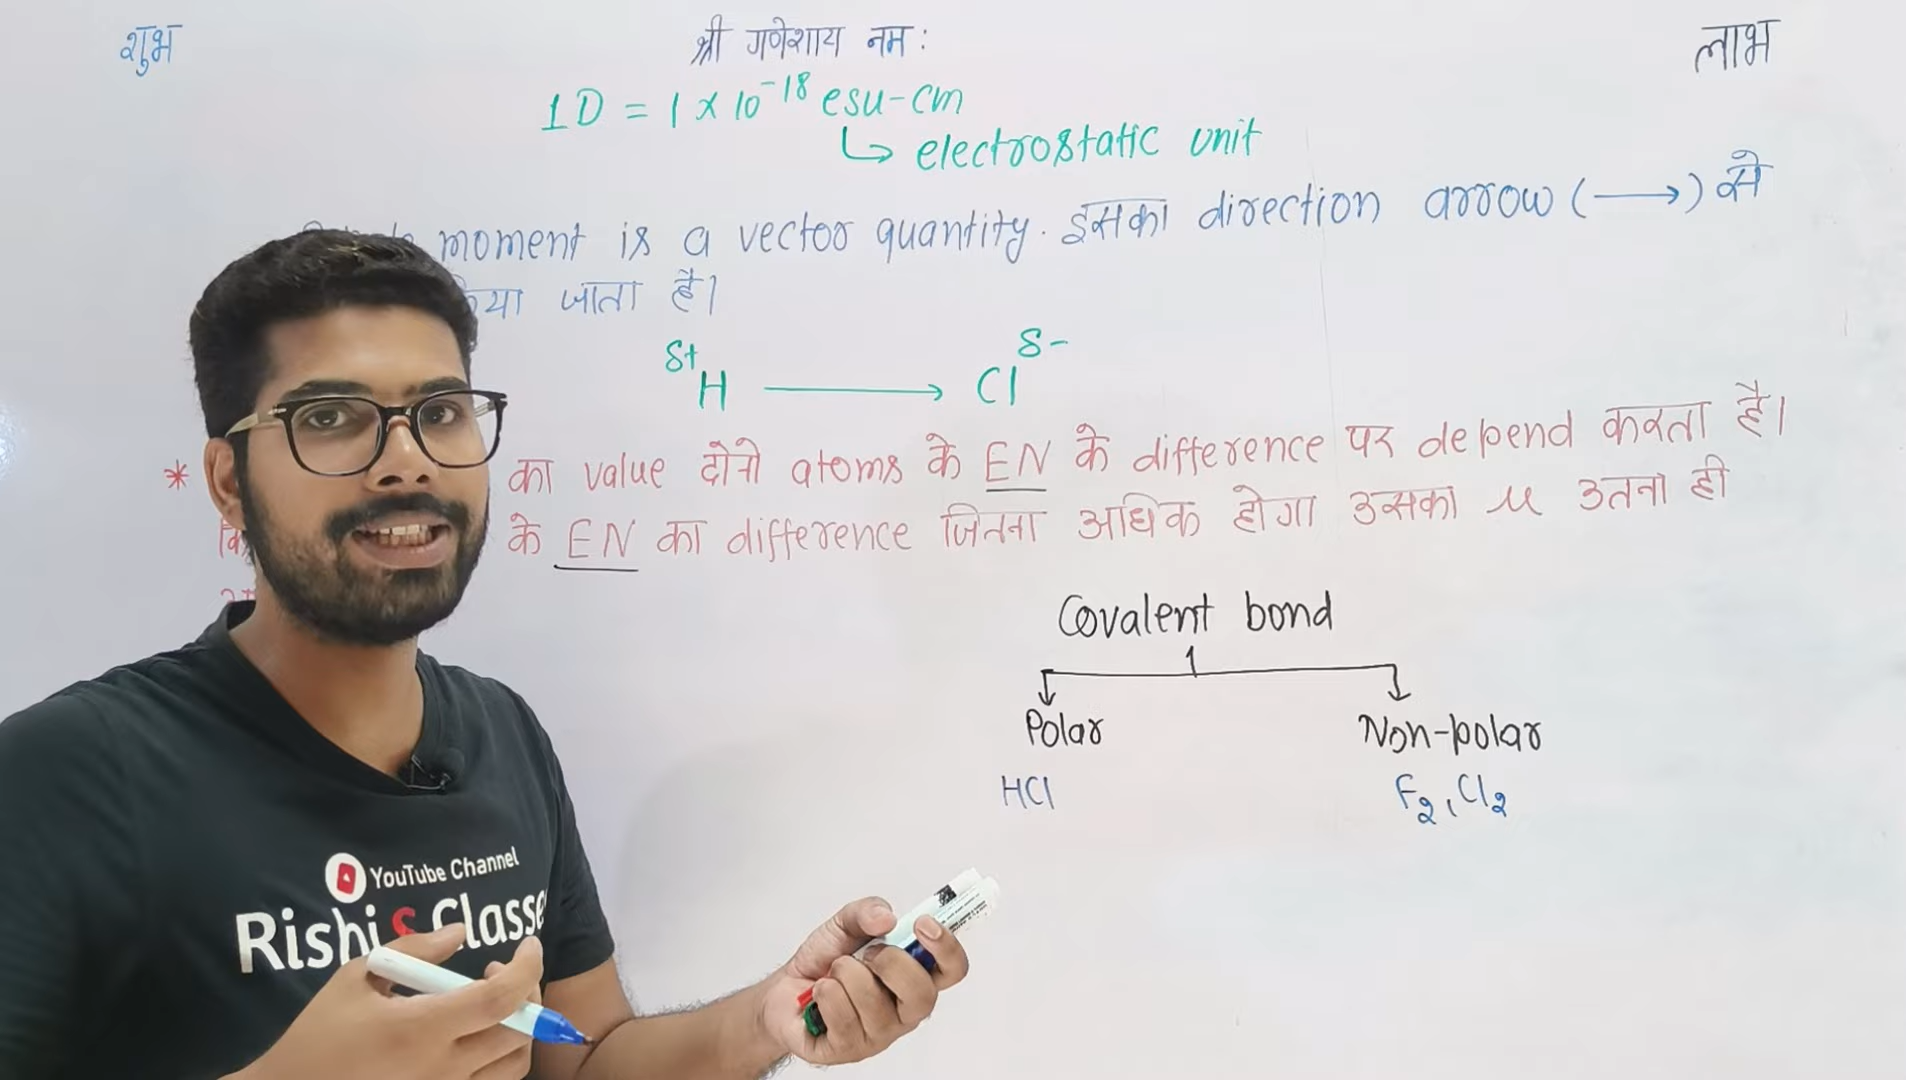 शुभ श्री गणेशाय नम: लाभ
1D = 1 × 10⁻¹⁸ esu-cm
↳ electrostatic unit
moment is a vector quantity. इसका direction arrow (⟶) से
जाता है।
δ+ H ⟶ Cl δ-
* का value दोनो atoms के EN के difference पर depend करता है।
के EN का difference जितना अधिक होगा उसका μ उतना ही
Covalent bond
Polar Non-polar
HCl F₂, Cl₂
YouTube Channel
Rishi S Classe